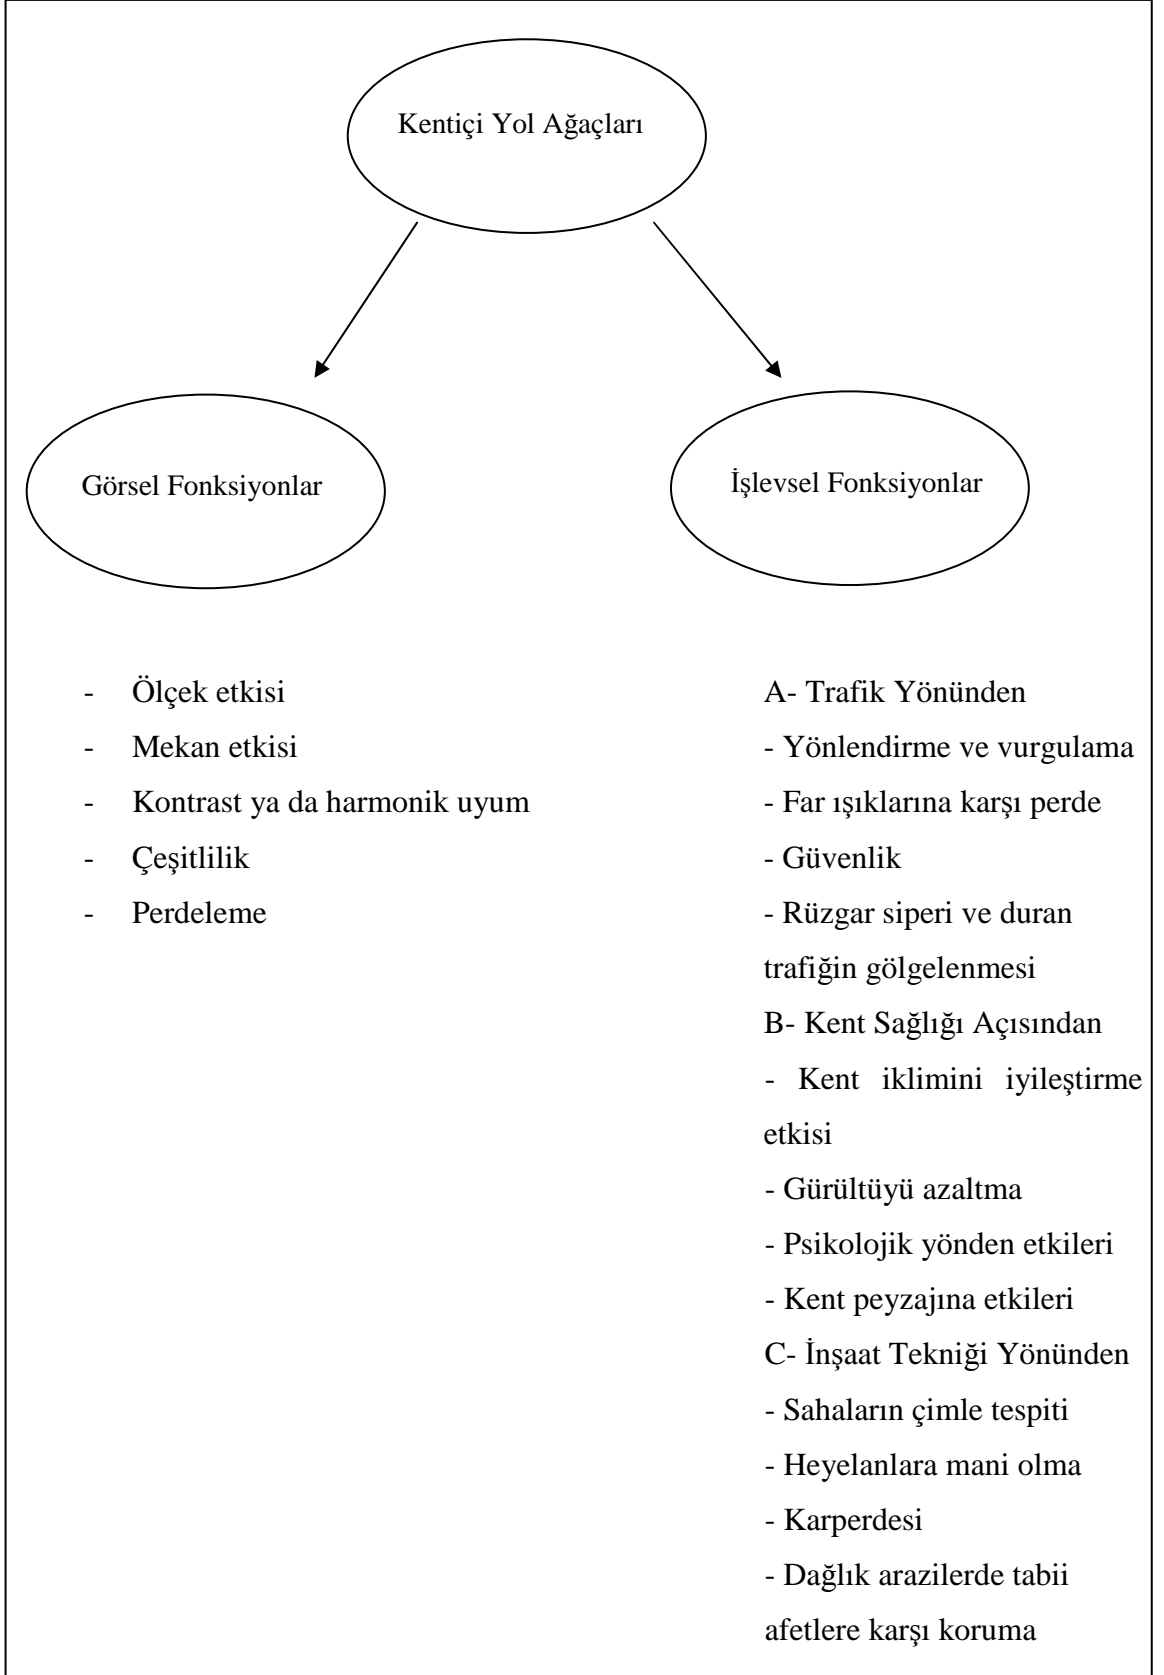 Kentiçi Yol Ağaçları
Görsel Fonksiyonlar
İşlevsel Fonksiyonlar
- Ölçek etkisi
- Mekan etkisi
- Kontrast ya da harmonik uyum
- Çeşitlilik
- Perdeleme
A- Trafik Yönünden
- Yönlendirme ve vurgulama
- Far ışıklarına karşı perde
- Güvenlik
- Rüzgar siperi ve duran
trafiğin gölgelenmesi
B- Kent Sağlığı Açısından
- Kent iklimini iyileştirme
etkisi
- Gürültüyü azaltma
- Psikolojik yönden etkileri
- Kent peyzajına etkileri
C- İnşaat Tekniği Yönünden
- Sahaların çimle tespiti
- Heyelanlara mani olma
- Karperdesi
- Dağlık arazilerde tabii
afetlere karşı koruma